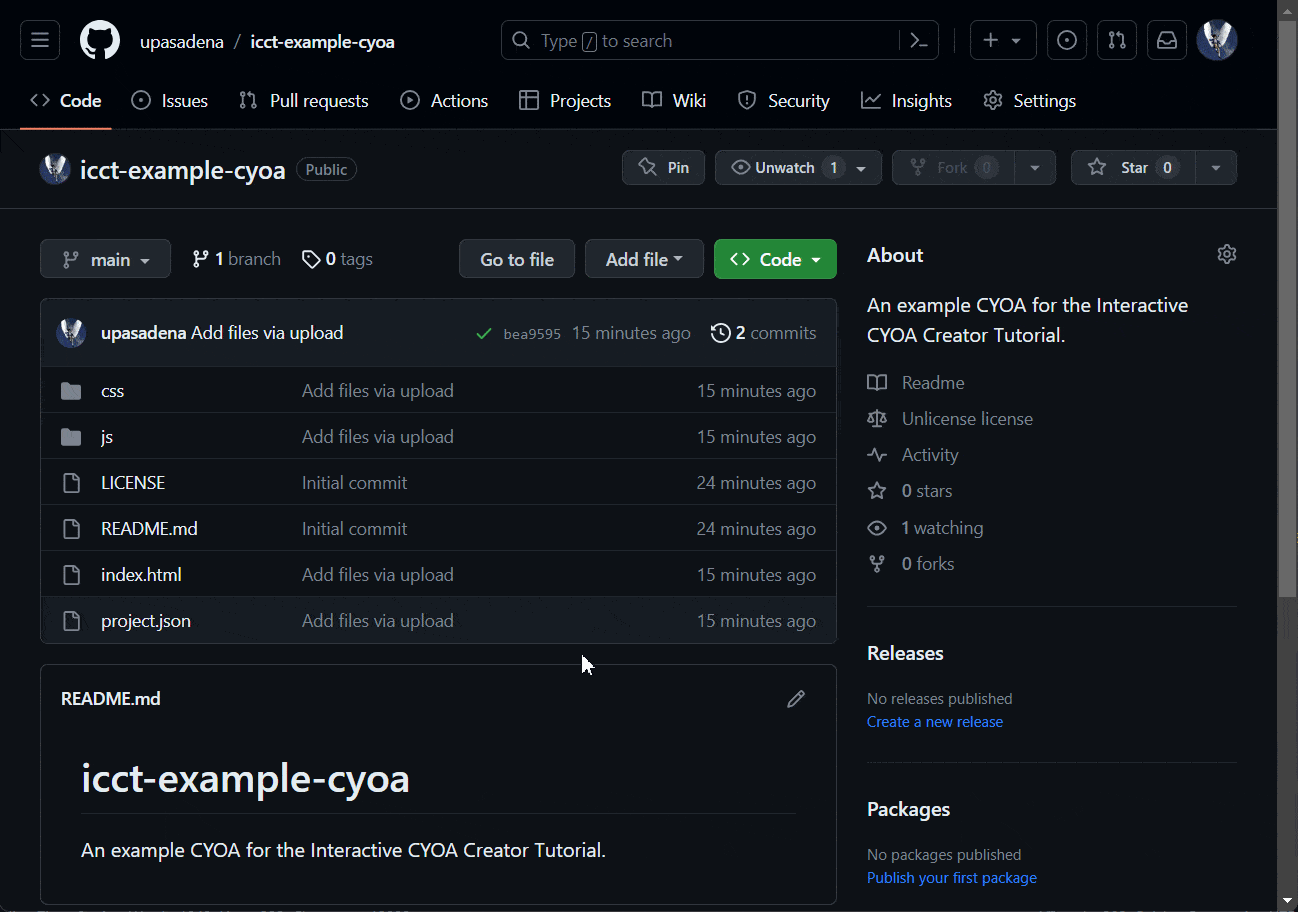 upasadena / icct-example-cyoa Type / to search
Code Issues Pull requests Actions Projects Wiki Security Insights Settings
icct-example-cyoa Public Pin Unwatch 1 Fork 0 Star 0
main 1 branch 0 tags Go to file Add file Code
upasadena Add files via upload bea9595 15 minutes ago 2 commits
css Add files via upload 15 minutes ago
js Add files via upload 15 minutes ago
LICENSE Initial commit 24 minutes ago
README.md Initial commit 24 minutes ago
index.html Add files via upload 15 minutes ago
project.json Add files via upload 15 minutes ago
README.md
icct-example-cyoa
An example CYOA for the Interactive CYOA Creator Tutorial.
About
An example CYOA for the Interactive
CYOA Creator Tutorial.
Readme
Unlicense license
Activity
0 stars
1 watching
0 forks
Releases
No releases published
Create a new release
Packages
No packages published
Publish your first package